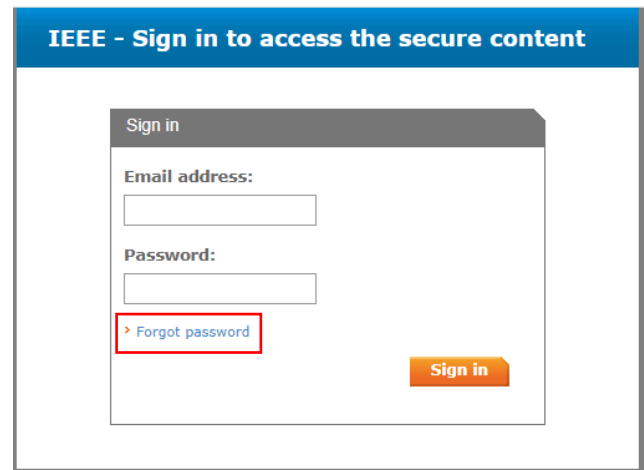 IEEE - Sign in to access the secure content
Sign in
Email address:
Password:
Forgot password
Sign in